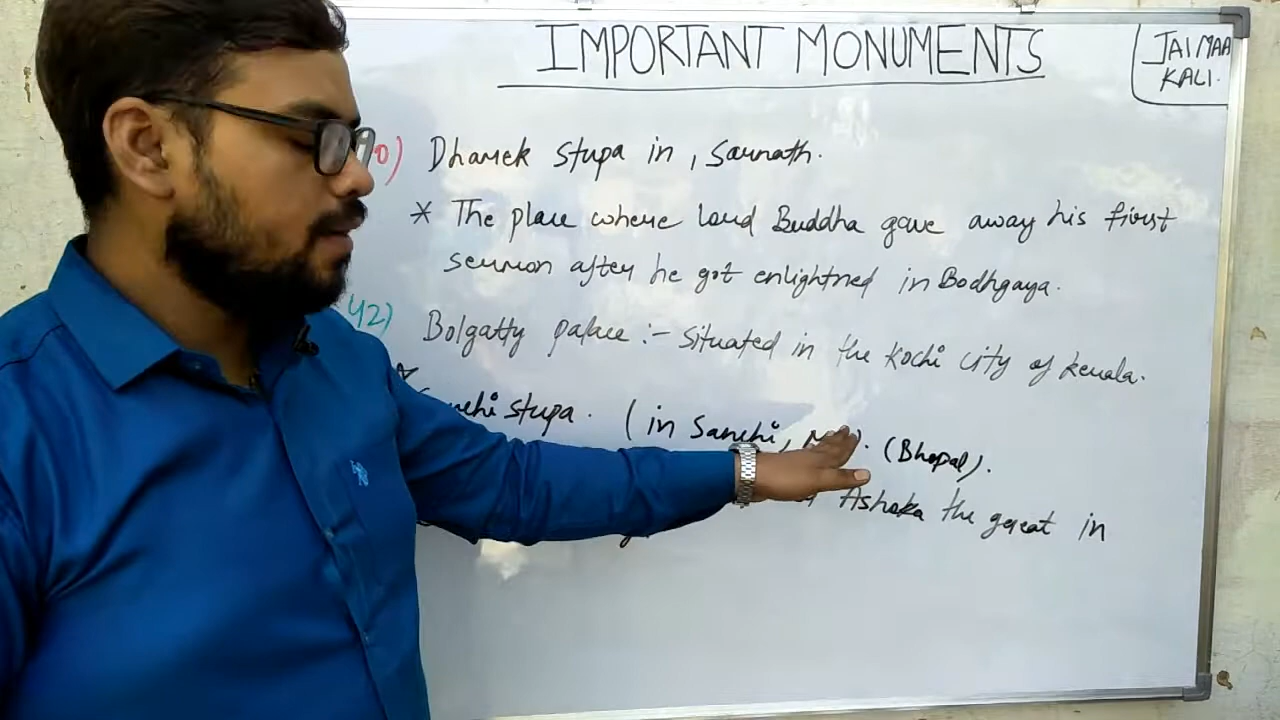 IMPORTANT MONUMENTS
JAI MAA
KALI.
0) Dhamek stupa in, Sarnath.
* The place where lord Buddha gave away his first
sermon after he got enlightned in Bodhgaya.
42) Bolgatty palace :- situated in the Kochi city of kerala.
stupa. (in Sanchi, ). (Bhopal).
Ashoka the great in